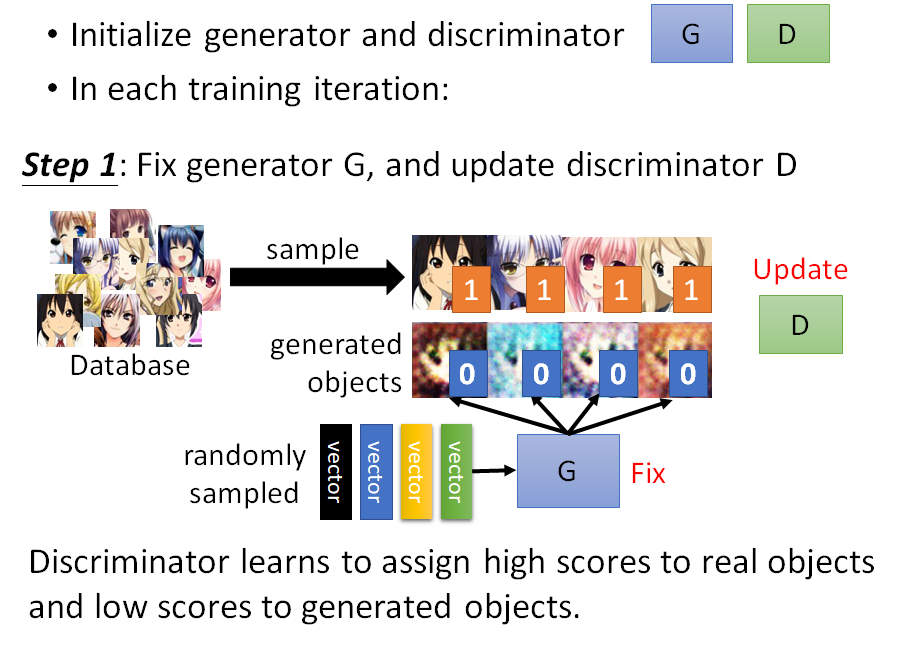 • Initialize generator and discriminator G D
• In each training iteration:
Step 1: Fix generator G, and update discriminator D
sample
1 1 1 1
Update
D
Database
generated
objects
0 0 0 0
randomly
sampled
vector vector vector vector
G
Fix
Discriminator learns to assign high scores to real objects
and low scores to generated objects.